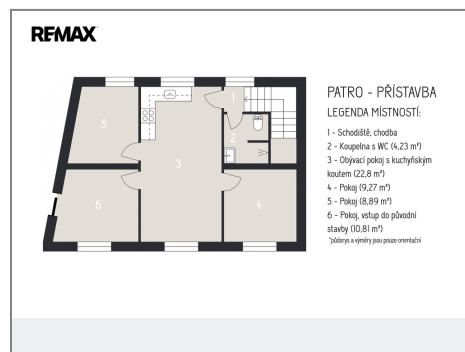 RE/MAX
5
1
2
3
6
4
PATRO - PŘÍSTAVBA
LEGENDA MÍSTNOSTÍ:
1 - Schodiště, chodba
2 - Koupelna s WC (4,23 m²)
3 - Obývací pokoj s kuchyňským
koutem (22,8 m²)
4 - Pokoj (9,27 m²)
5 - Pokoj (8,89 m²)
6 - Pokoj, vstup do původní
stavby (10,81 m²)
*půdorys a výměry jsou pouze orientační